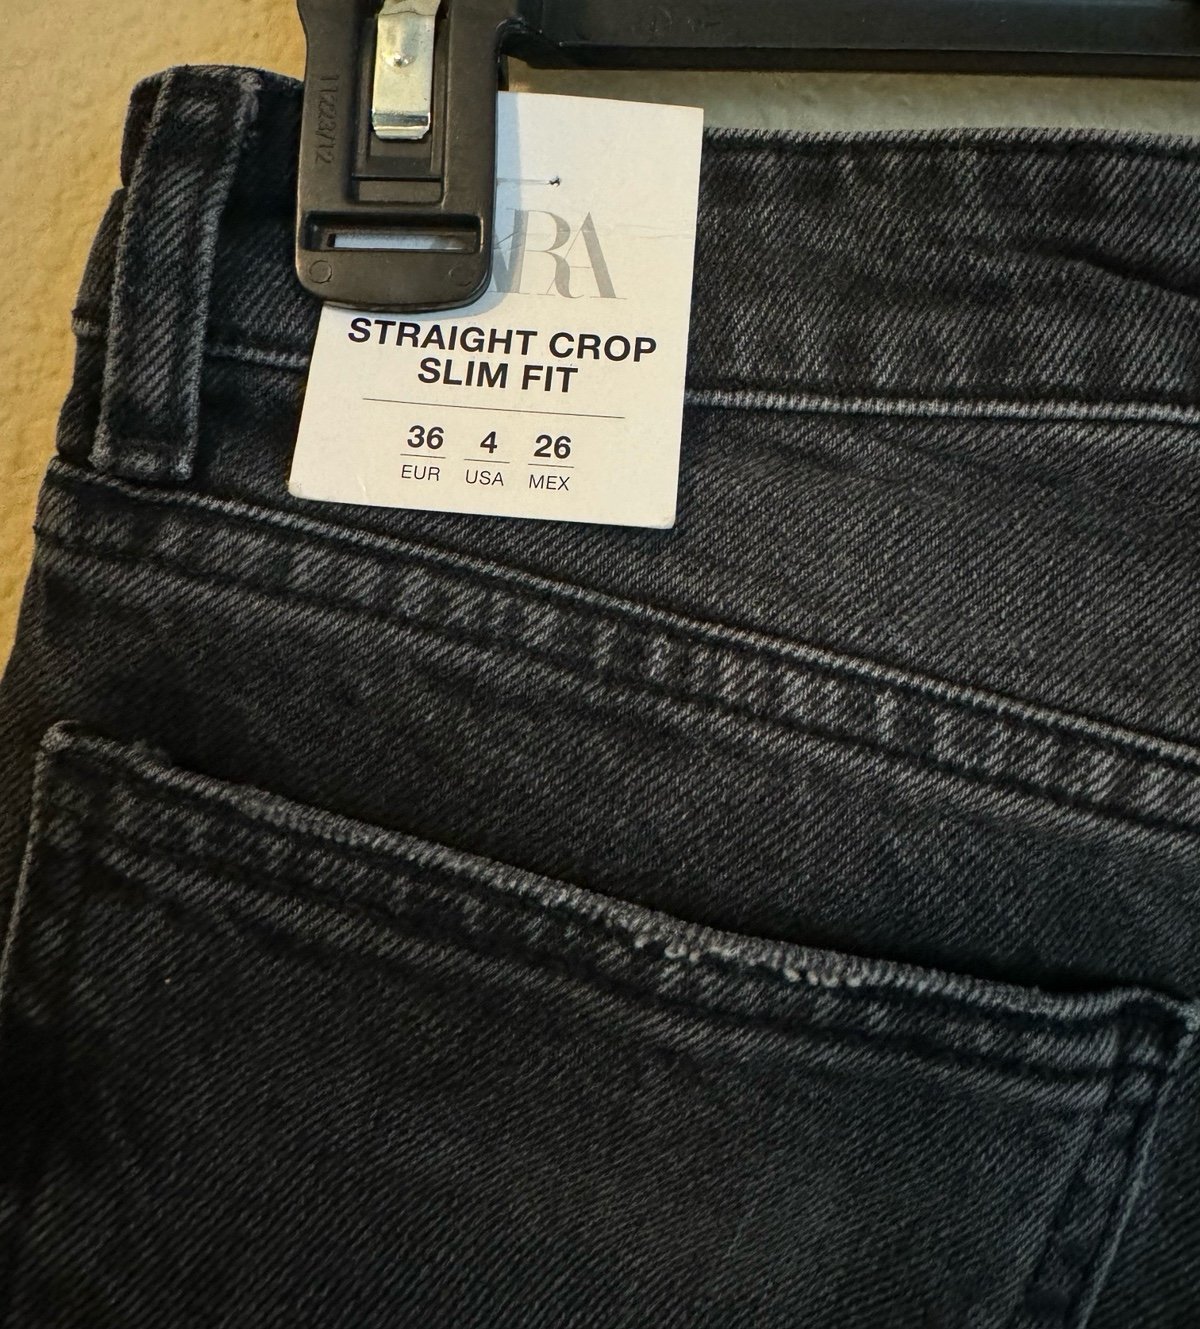 STRAIGHT CROP
SLIM FIT
36 4 26
EUR USA MEX